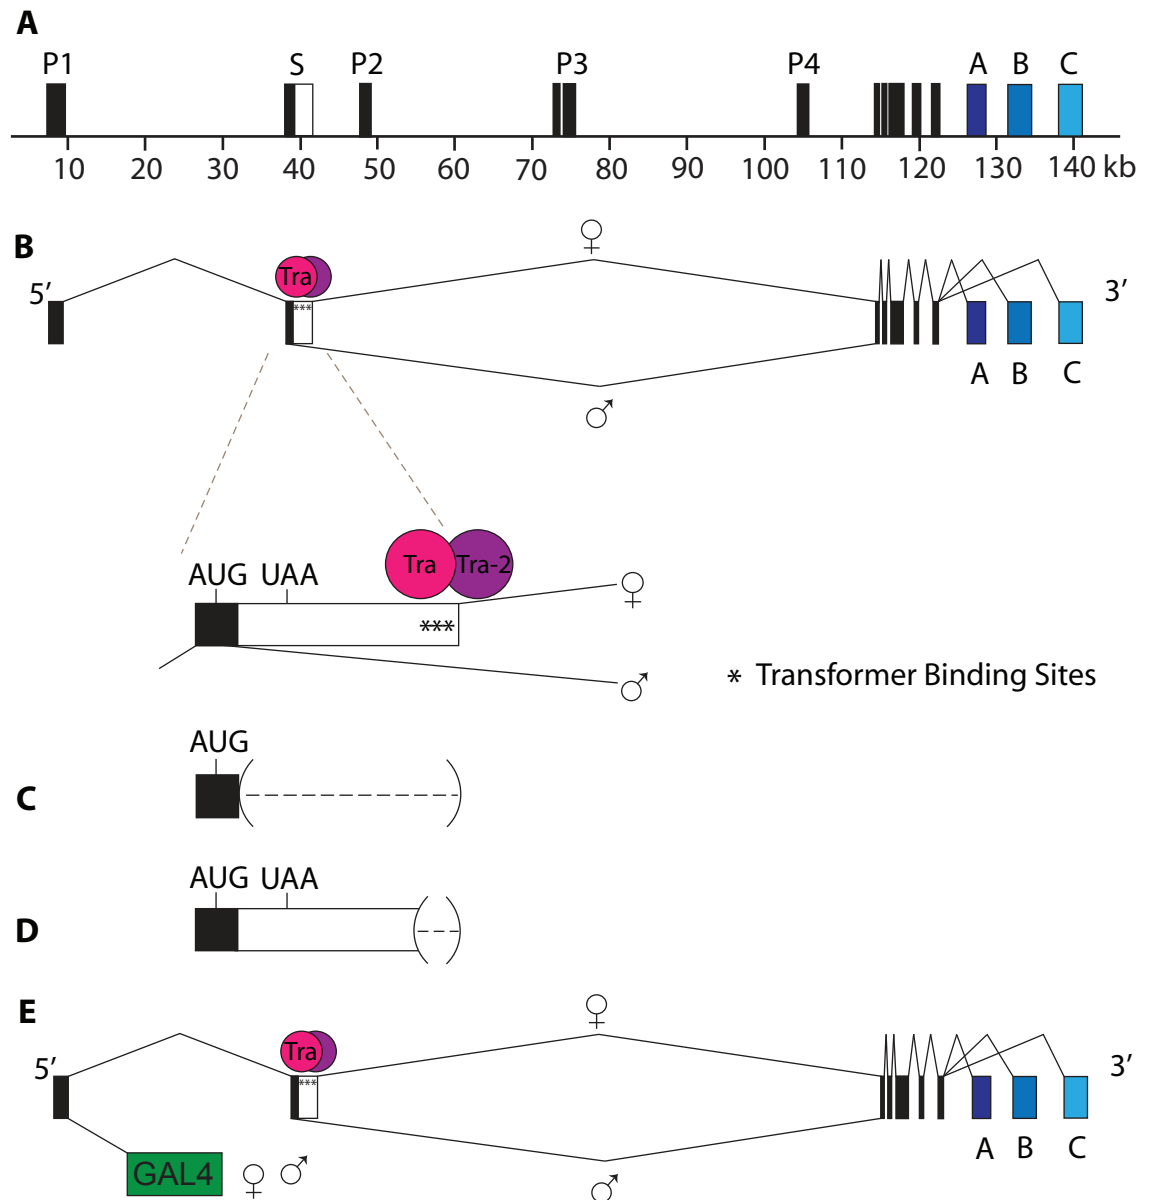 A
P1 S P2 P3 P4 A B C
10 20 30 40 50 60 70 80 90 100 110 120 130 140 kb
B
♀
5′ Tra 3′
***
A B C
♂
Tra Tra-2
AUG UAA
♀
***
♂
* Transformer Binding Sites
AUG
C
AUG UAA
D
E
♀
5′ Tra 3′
***
A B C
GAL4 ♀ ♂
♂